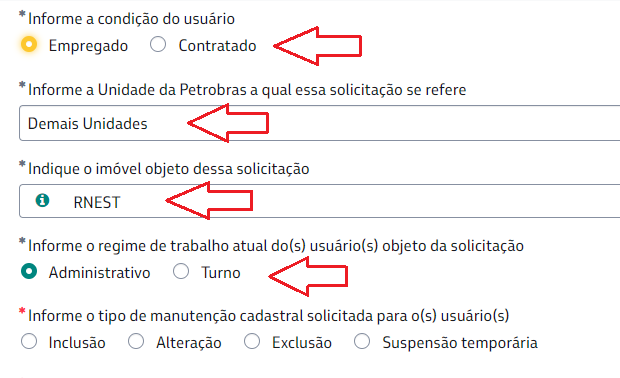 *Informe a condição do usuário
Empregado Contratado
*Informe a Unidade da Petrobras a qual essa solicitação se refere
Demais Unidades
*Indique o imóvel objeto dessa solicitação
RNEST
*Informe o regime de trabalho atual do(s) usuário(s) objeto da solicitação
Administrativo Turno
*Informe o tipo de manutenção cadastral solicitada para o(s) usuário(s)
Inclusão Alteração Exclusão Suspensão temporária